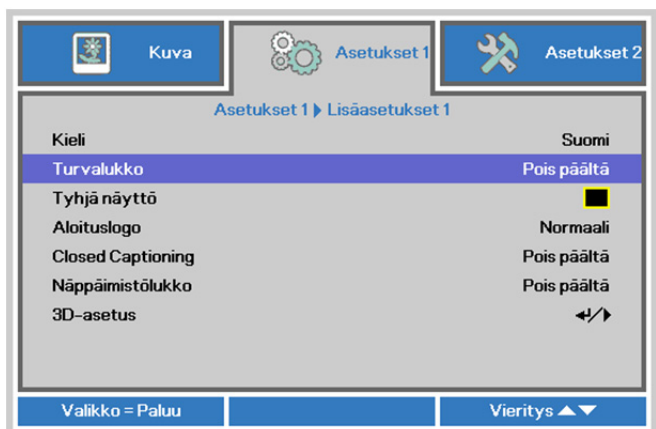 Kuva Asetukset 1 Asetukset 2
Asetukset 1 ▶ Lisäasetukset 1
Kieli Suomi
Turvalukko Pois päältä
Tyhjä näyttö
Aloituslogo Normaali
Closed Captioning Pois päältä
Näppäimistölukko Pois päältä
3D-asetus ↵/▶
Valikko = Paluu Vieritys ▲▼